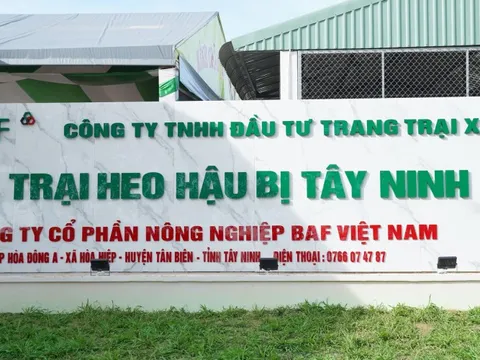 F CÔNG TY TNHH ĐẦU TƯ TRANG TRẠI X
TRẠI HEO HẬU BỊ TÂY NINH
G TY CỔ PHẦN NÔNG NGHIỆP BAF VIỆT NAM
P HÒA ĐÔNG A - XÃ HÒA HIỆP - HUYỆN TÂN BIÊN - TỈNH TÂY NINH - ĐIỆN THOẠI : 0766 07 47 87